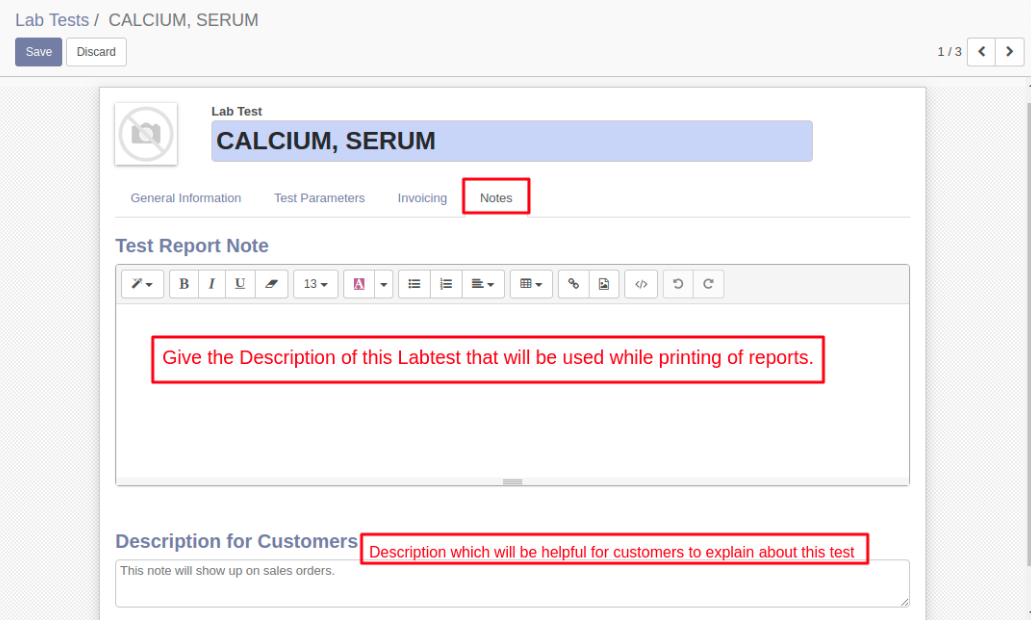 Lab Tests / CALCIUM, SERUM
Save Discard 1 / 3
Lab Test
CALCIUM, SERUM
General Information Test Parameters Invoicing Notes
Test Report Note
B I U 13 A </>
Give the Description of this Labtest that will be used while printing of reports.
Description for Customers Description which will be helpful for customers to explain about this test
This note will show up on sales orders.